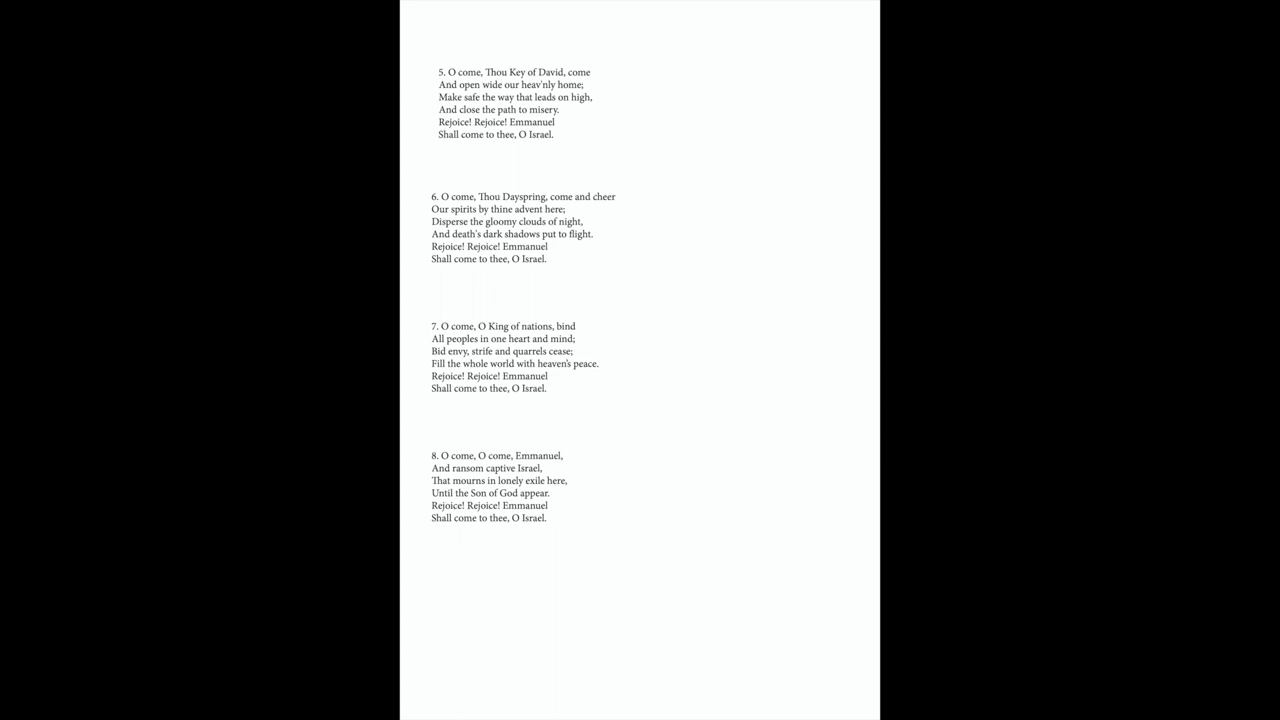 5. O come, Thou Key of David, come
And open wide our heav'nly home;
Make safe the way that leads on high,
And close the path to misery.
Rejoice! Rejoice! Emmanuel
Shall come to thee, O Israel.
6. O come, Thou Dayspring, come and cheer
Our spirits by thine advent here;
Disperse the gloomy clouds of night,
And death's dark shadows put to flight.
Rejoice! Rejoice! Emmanuel
Shall come to thee, O Israel.
7. O come, O King of nations, bind
All peoples in one heart and mind;
Bid envy, strife and quarrels cease;
Fill the whole world with heaven's peace.
Rejoice! Rejoice! Emmanuel
Shall come to thee, O Israel.
8. O come, O come, Emmanuel,
And ransom captive Israel,
That mourns in lonely exile here,
Until the Son of God appear.
Rejoice! Rejoice! Emmanuel
Shall come to thee, O Israel.